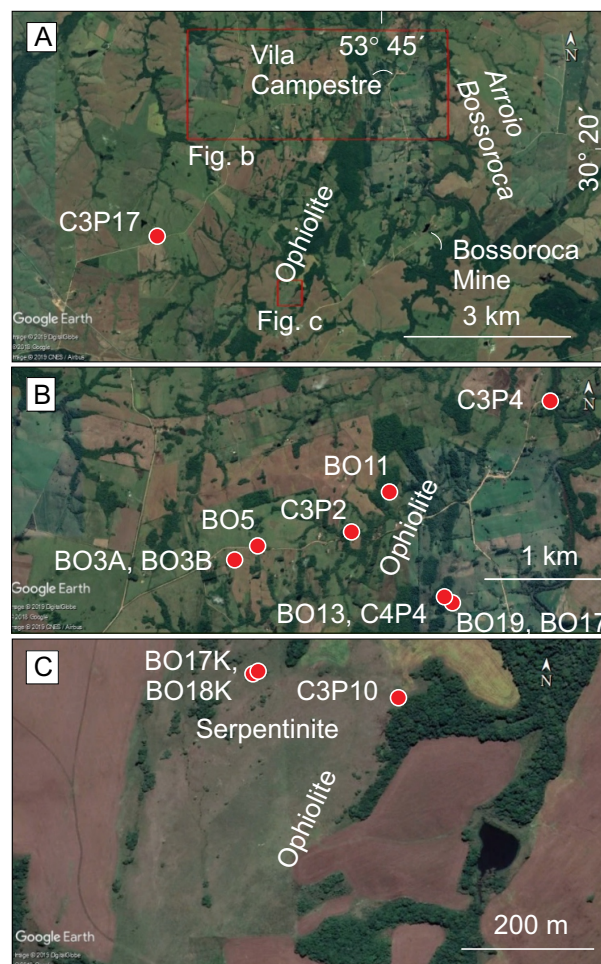 A
53° 45´
N
Vila
Campestre
Arroio
Bossoroca
30° 20´
Fig. b
C3P17
Ophiolite
Bossoroca
Mine
Fig. c
3 km
Google Earth
B
C3P4
N
BO11
C3P2
BO5
Ophiolite
BO3A, BO3B
1 km
BO13, C4P4
BO19, BO17
Google Earth
C
BO17K,
BO18K
C3P10
N
Serpentinite
Ophiolite
200 m
Google Earth